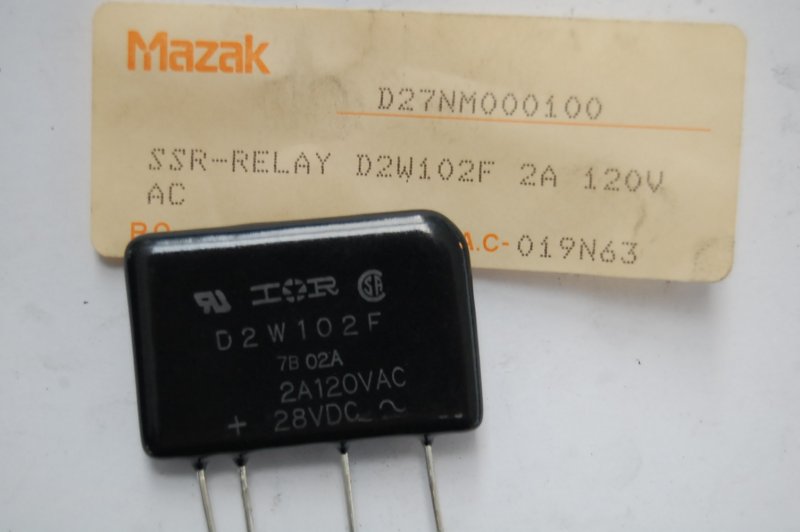 Mazak
D27NM000100
SSR-RELAY D2W102F 2A 120V
AC
A.C-019N63
IOR
D2W102F
7B 02A
2A120VAC
+ 28VDC ~